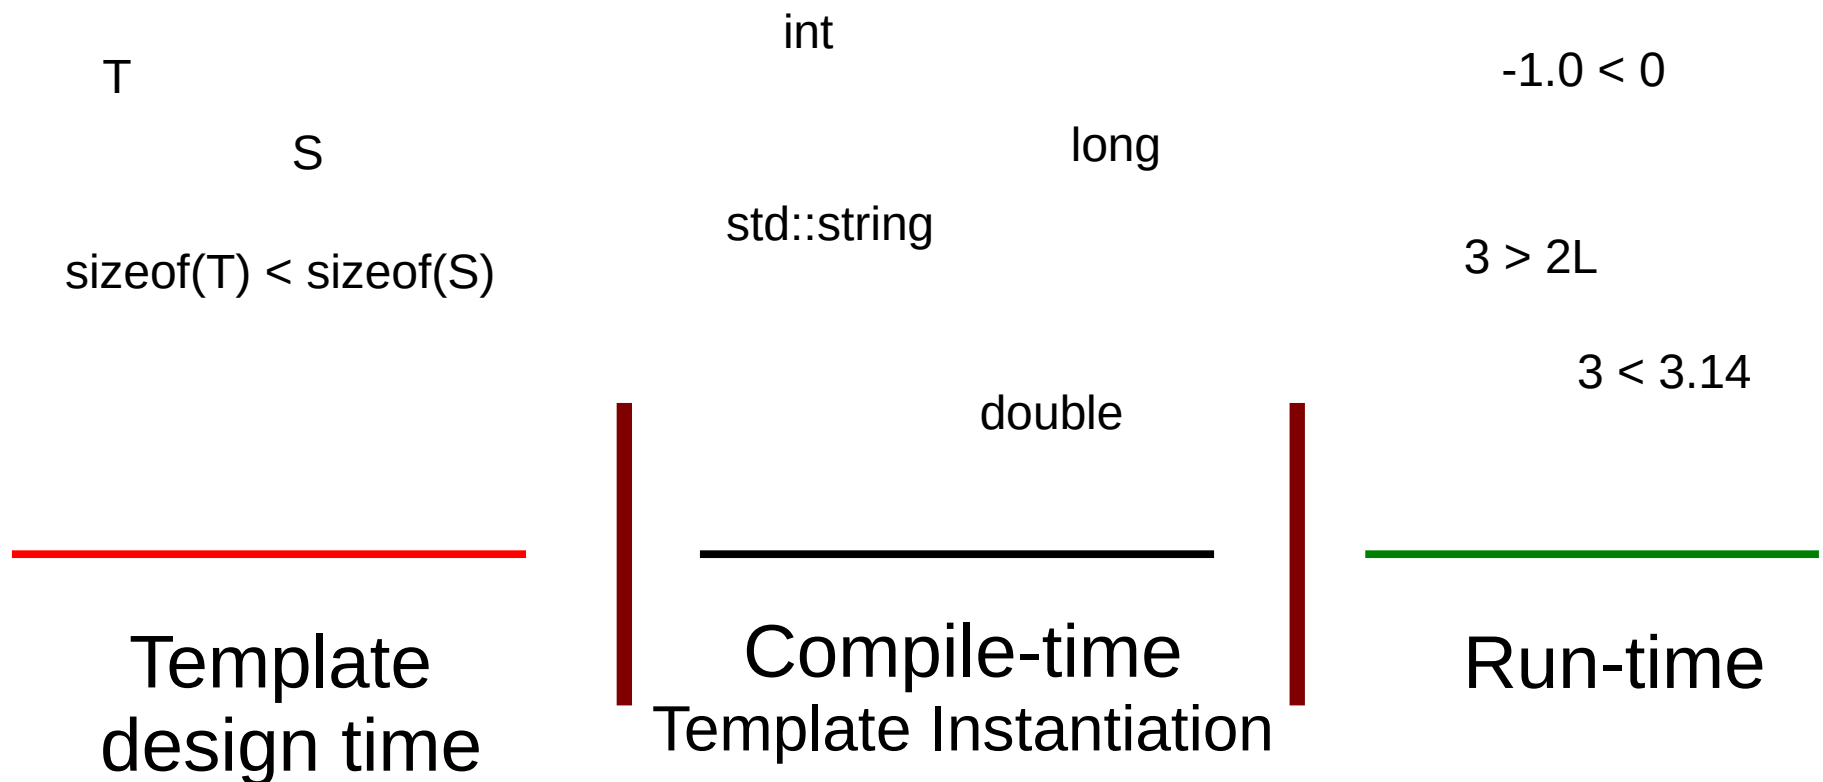 T
S
sizeof(T) < sizeof(S)
int
long
std::string
double
-1.0 < 0
3 > 2L
3 < 3.14
Template
design time
Compile-time
Template Instantiation
Run-time